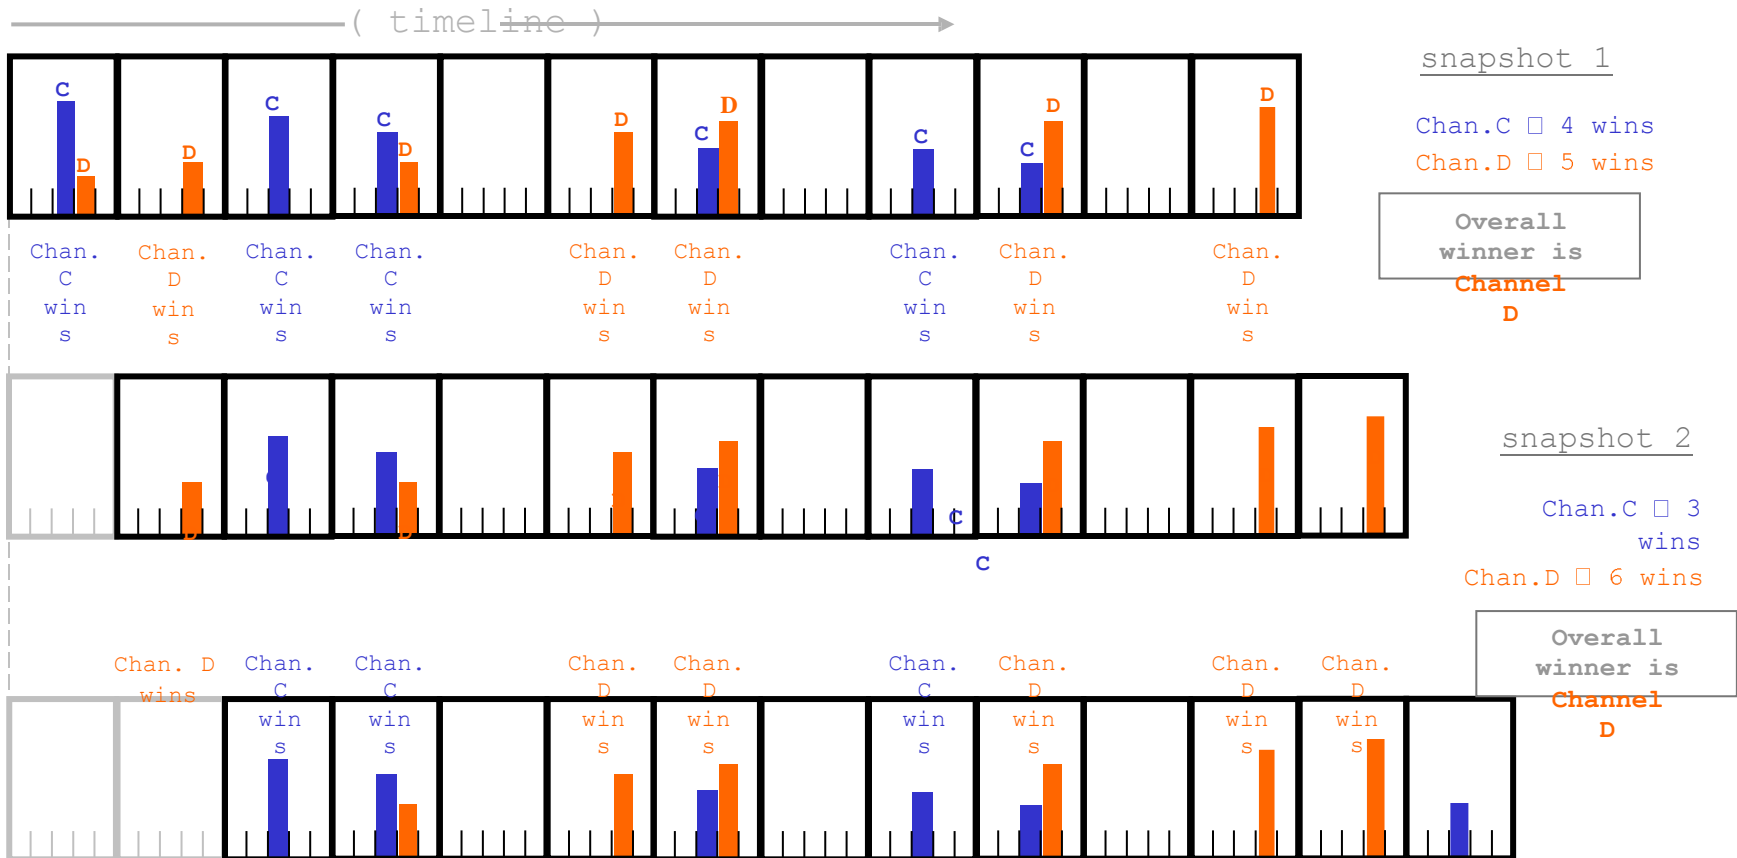 ( timeline )
snapshot 1
C
C
C
D
D
D
D
D
C
C
C
D
D
D
Chan.C □ 4 wins
Chan.D □ 5 wins
Overall
winner is
Channel
D
Chan. Chan. Chan. Chan. Chan. Chan. Chan. Chan. Chan.
C D C C D D C D D
win win win win win win win win win
s s s s s s s s s
snapshot 2
D
D
C
C
Chan.C □ 3
wins
Chan.D □ 6 wins
Overall
winner is
Channel
D
Chan. D Chan. Chan. Chan. Chan. Chan. Chan. Chan. Chan.
wins C C D D C D D D
win win win win win win win win
s s s s s s s s